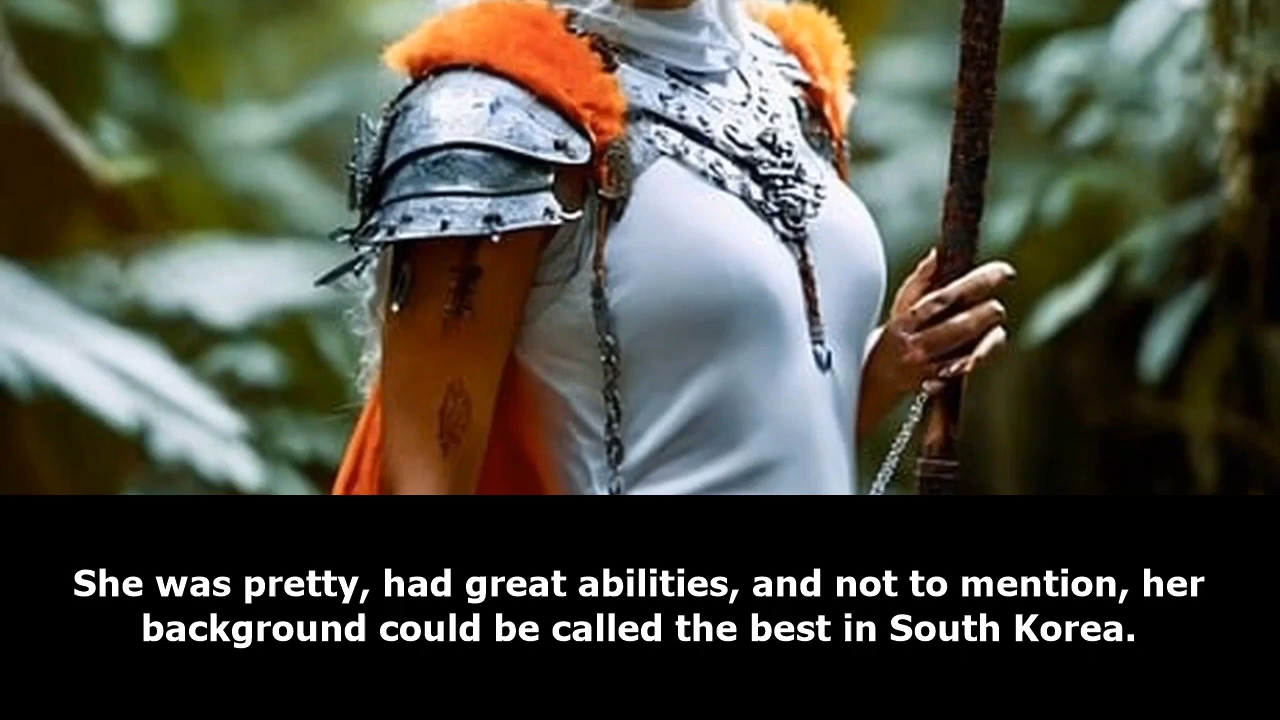 She was pretty, had great abilities, and not to mention, her
background could be called the best in South Korea.